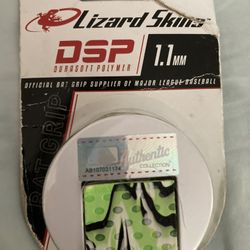 Lizard Skins
DSP
DURASOFT POLYMER
1.1MM
OFFICIAL BAT GRIP SUPPLIER OF MAJOR LEAGUE BASEBALL
BAT GRIP
Authentic
COLLECTION